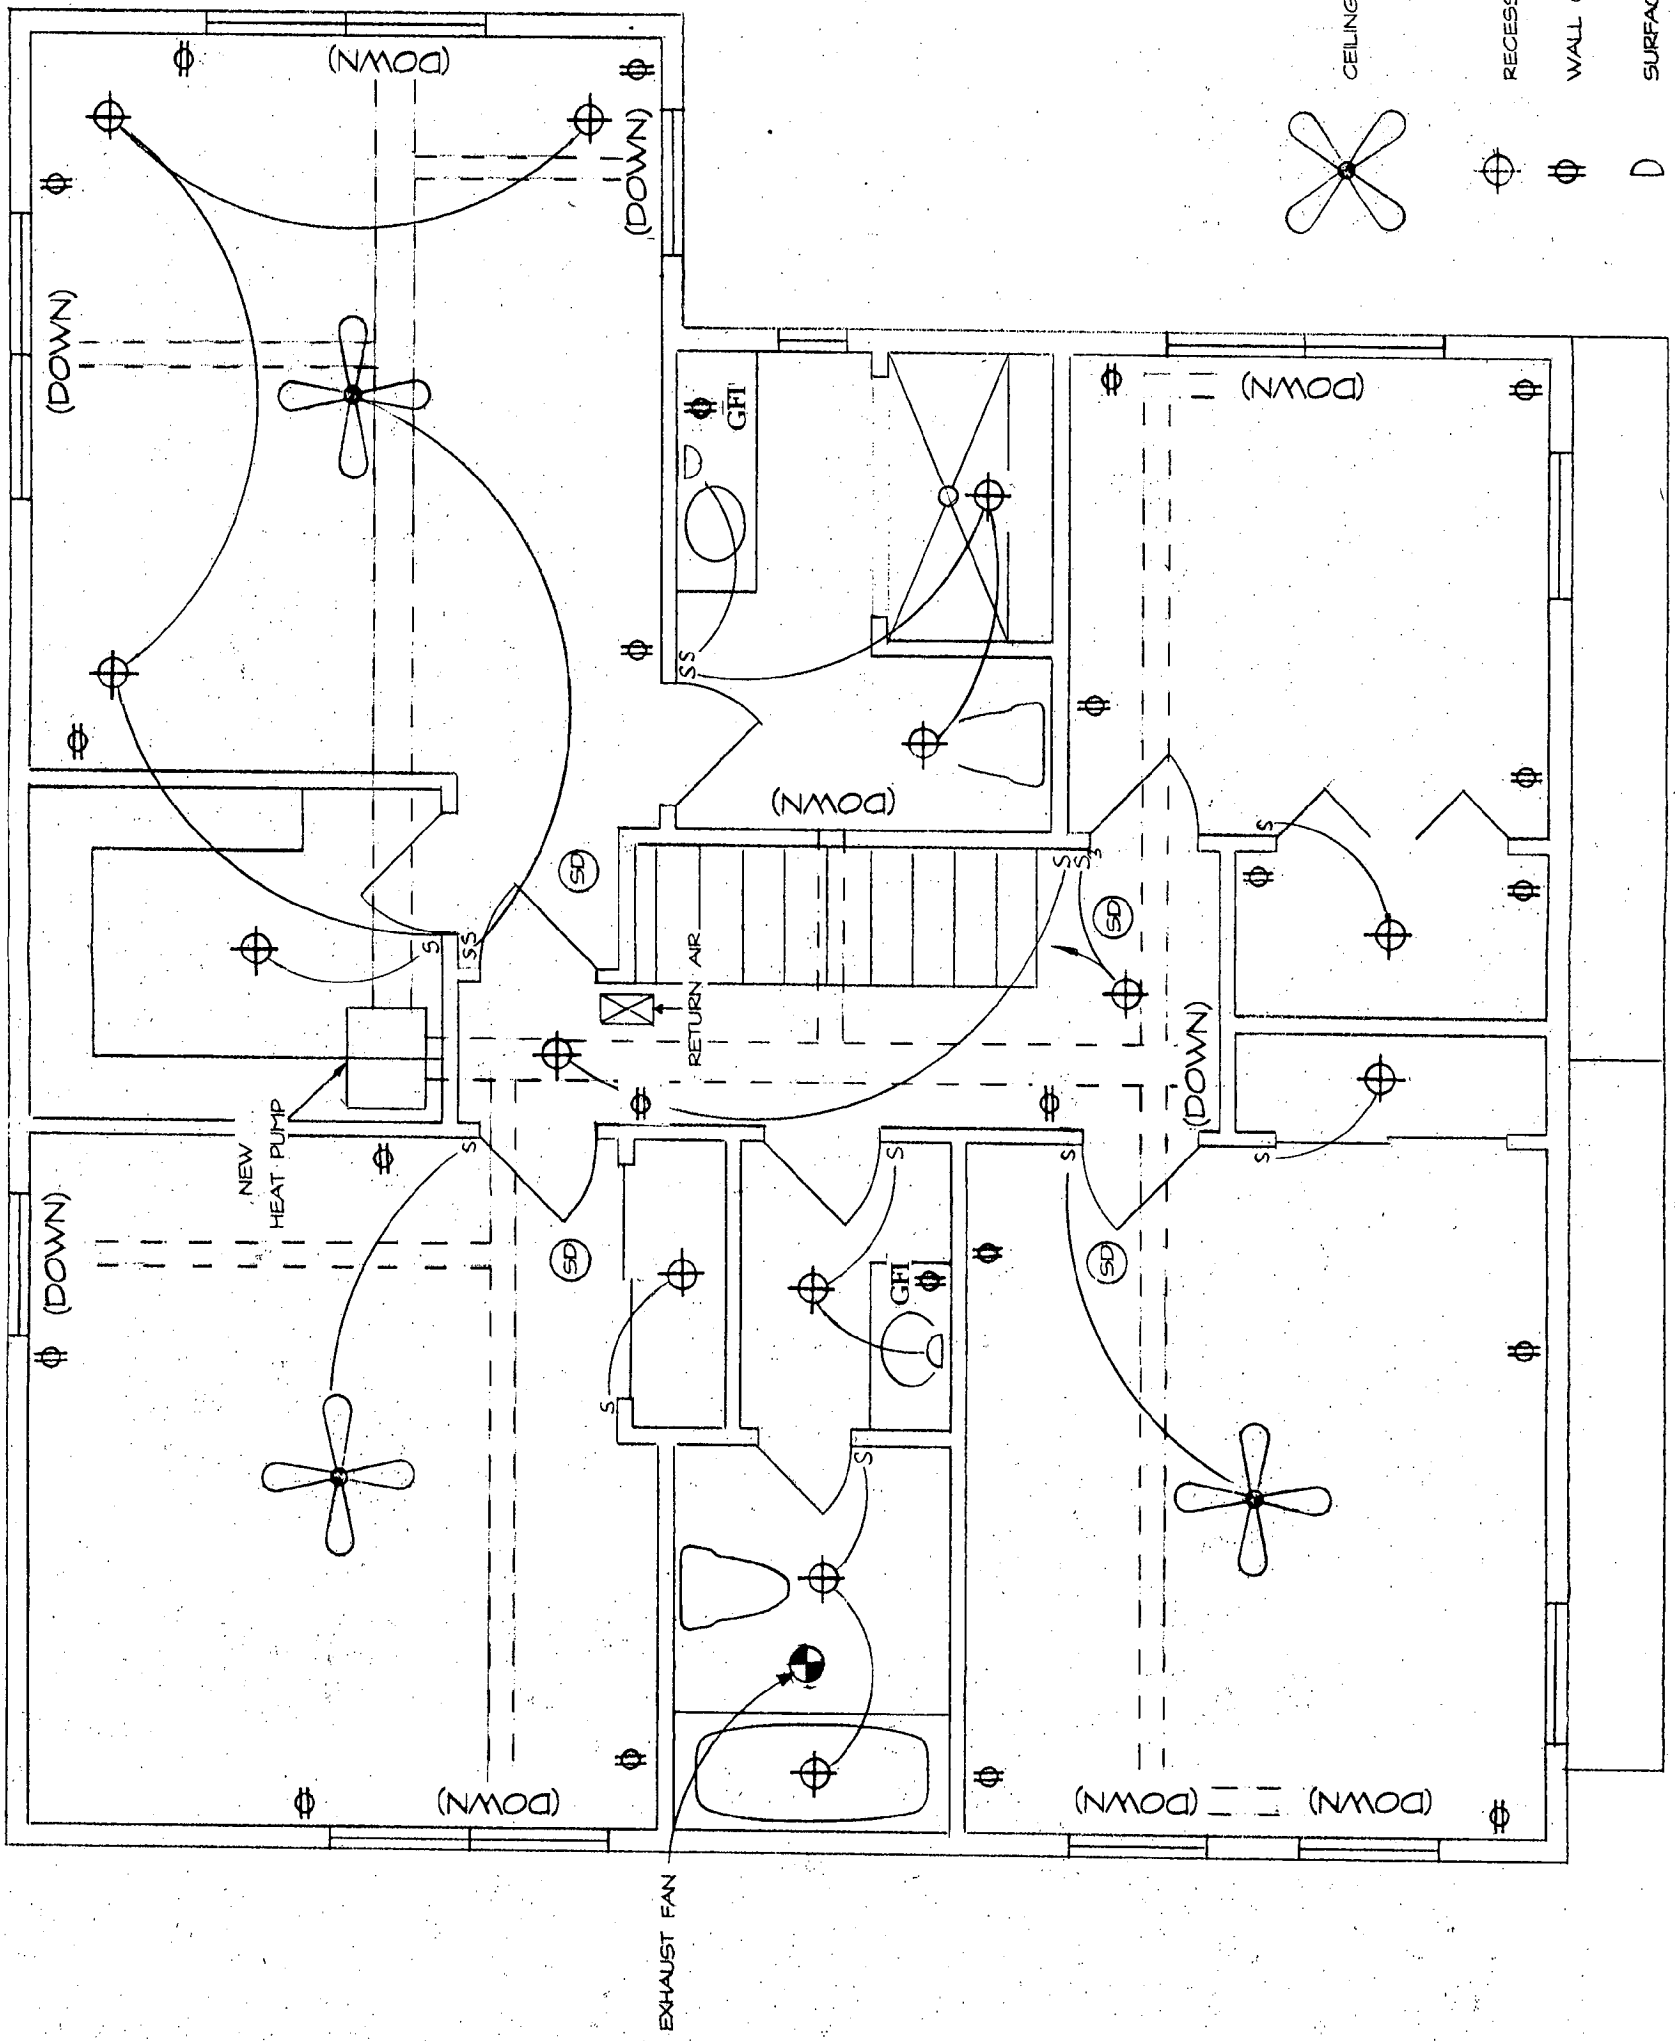 (DOWN)
(DOWN)
(DOWN)
GFI
SS
(DOWN)
S
SS
SD
RETURN AIR
NEW
HEAT PUMP
S
(DOWN)
SD
S
(DOWN)
S
S
S3
SD
(DOWN)
S
GFI
S
S
S
SD
S
(DOWN)
(DOWN)
(DOWN)
EXHAUST FAN
CEILING
RECESS
WALL
SURFAC